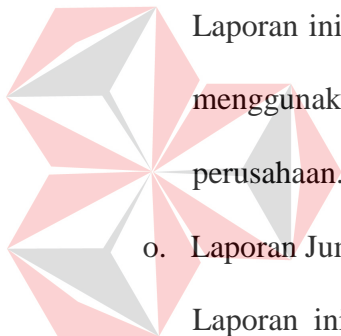 Laporan ini
menggunak
perusahaan.
o. Laporan Jur
Laporan ini